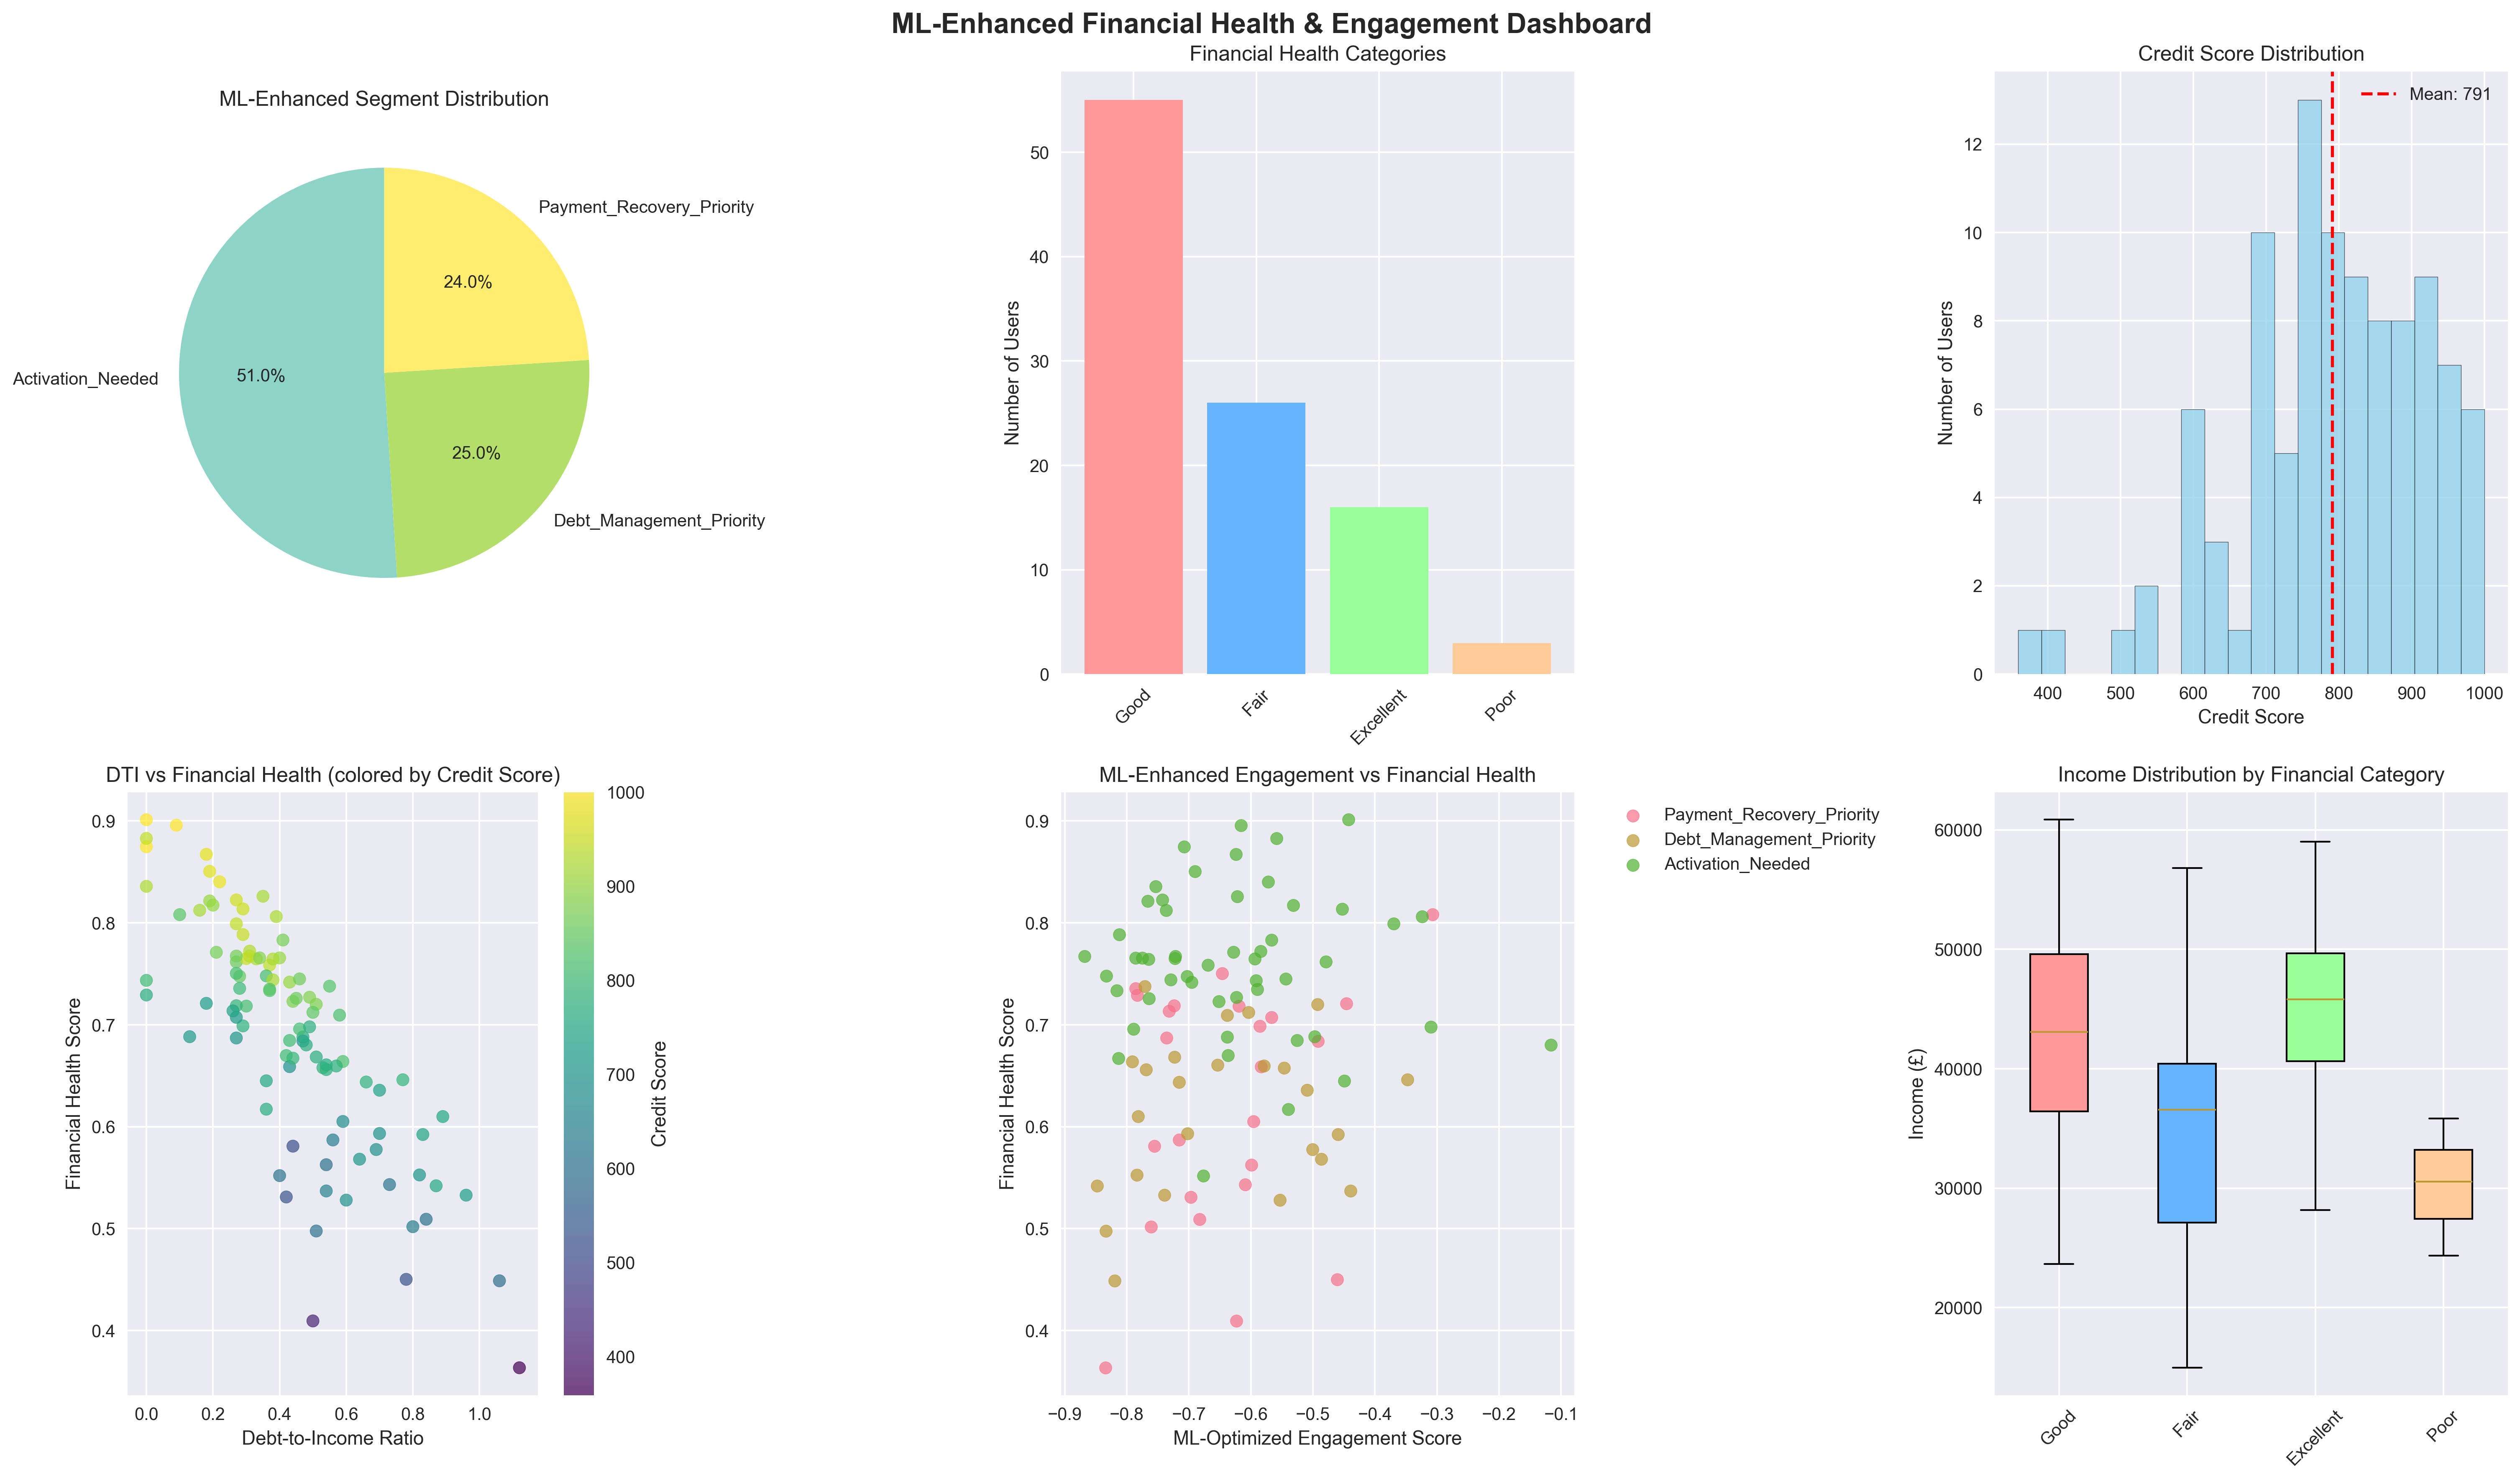 ML-Enhanced Financial Health & Engagement Dashboard
ML-Enhanced Segment Distribution
Payment_Recovery_Priority
24.0%
Activation_Needed
51.0%
25.0%
Debt_Management_Priority
Financial Health Categories
Number of Users
50
40
30
20
10
0
Good
Fair
Excellent
Poor
Credit Score Distribution
Mean: 791
Number of Users
12
10
8
6
4
2
0
400 500 600 700 800 900 1000
Credit Score
DTI vs Financial Health (colored by Credit Score)
Financial Health Score
0.9
0.8
0.7
0.6
0.5
0.4
0.0 0.2 0.4 0.6 0.8 1.0
Debt-to-Income Ratio
1000
900
800
700
600
500
400
Credit Score
ML-Enhanced Engagement vs Financial Health
Financial Health Score
0.9
0.8
0.7
0.6
0.5
0.4
−0.9 −0.8 −0.7 −0.6 −0.5 −0.4 −0.3 −0.2 −0.1
ML-Optimized Engagement Score
Payment_Recovery_Priority
Debt_Management_Priority
Activation_Needed
Income Distribution by Financial Category
Income (£)
60000
50000
40000
30000
20000
Good
Fair
Excellent
Poor